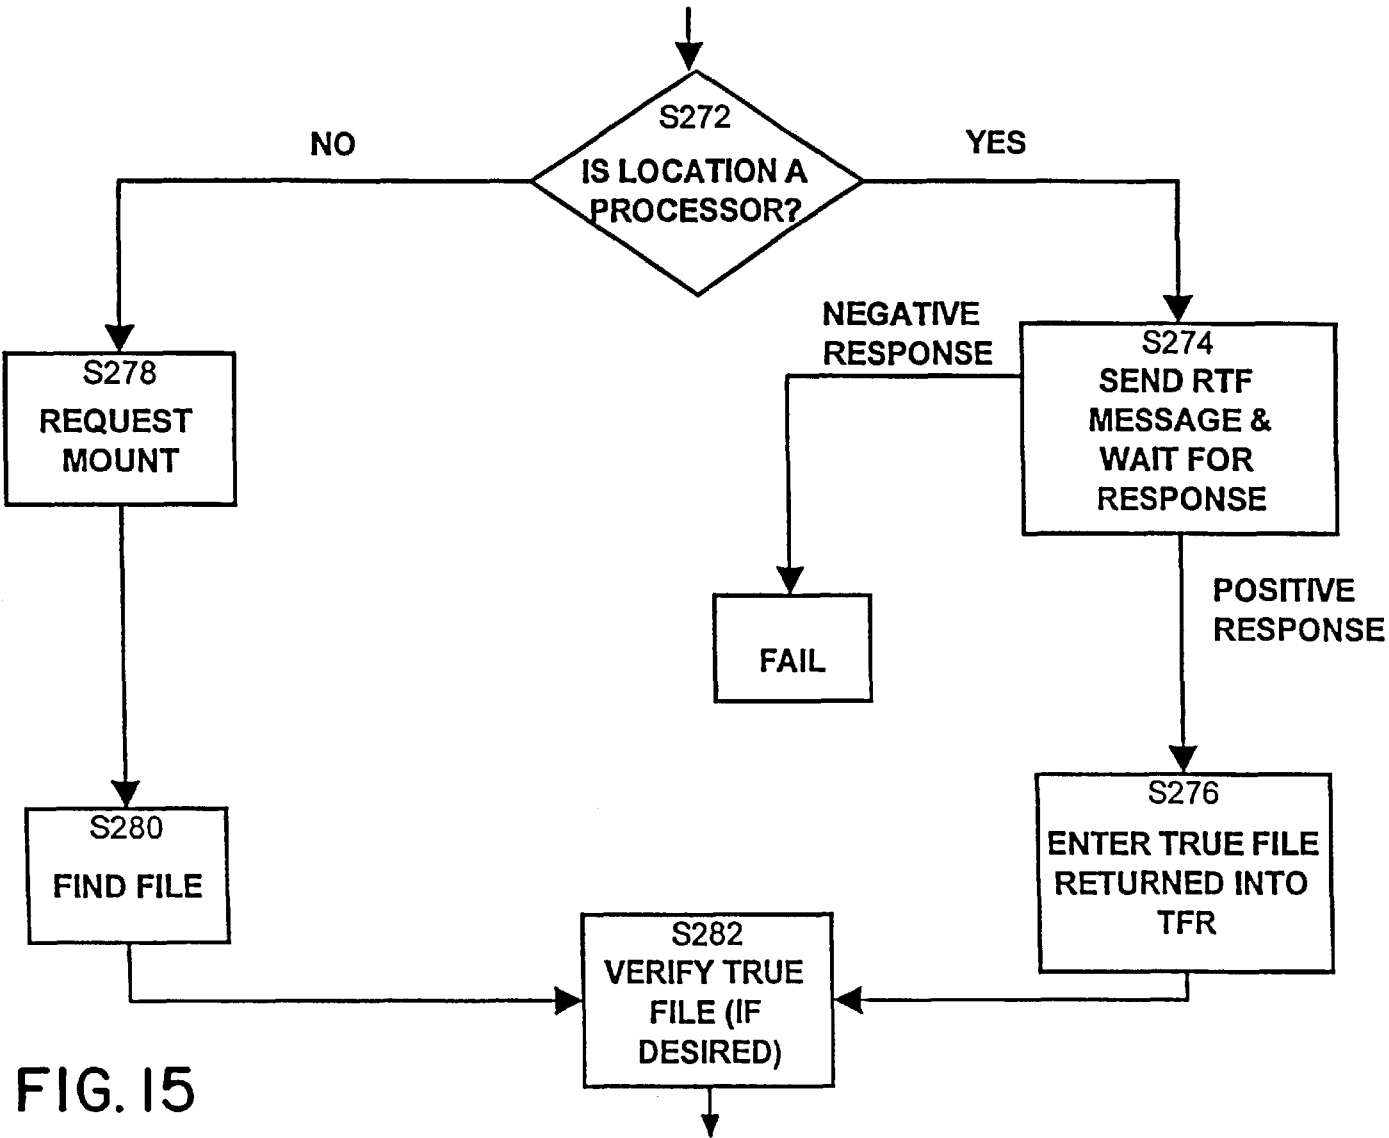 S272
IS LOCATION A
PROCESSOR?
NO
YES
S278
REQUEST
MOUNT
NEGATIVE
RESPONSE
S274
SEND RTF
MESSAGE &
WAIT FOR
RESPONSE
FAIL
POSITIVE
RESPONSE
S280
FIND FILE
S276
ENTER TRUE FILE
RETURNED INTO
TFR
S282
VERIFY TRUE
FILE (IF
DESIRED)
FIG. 15